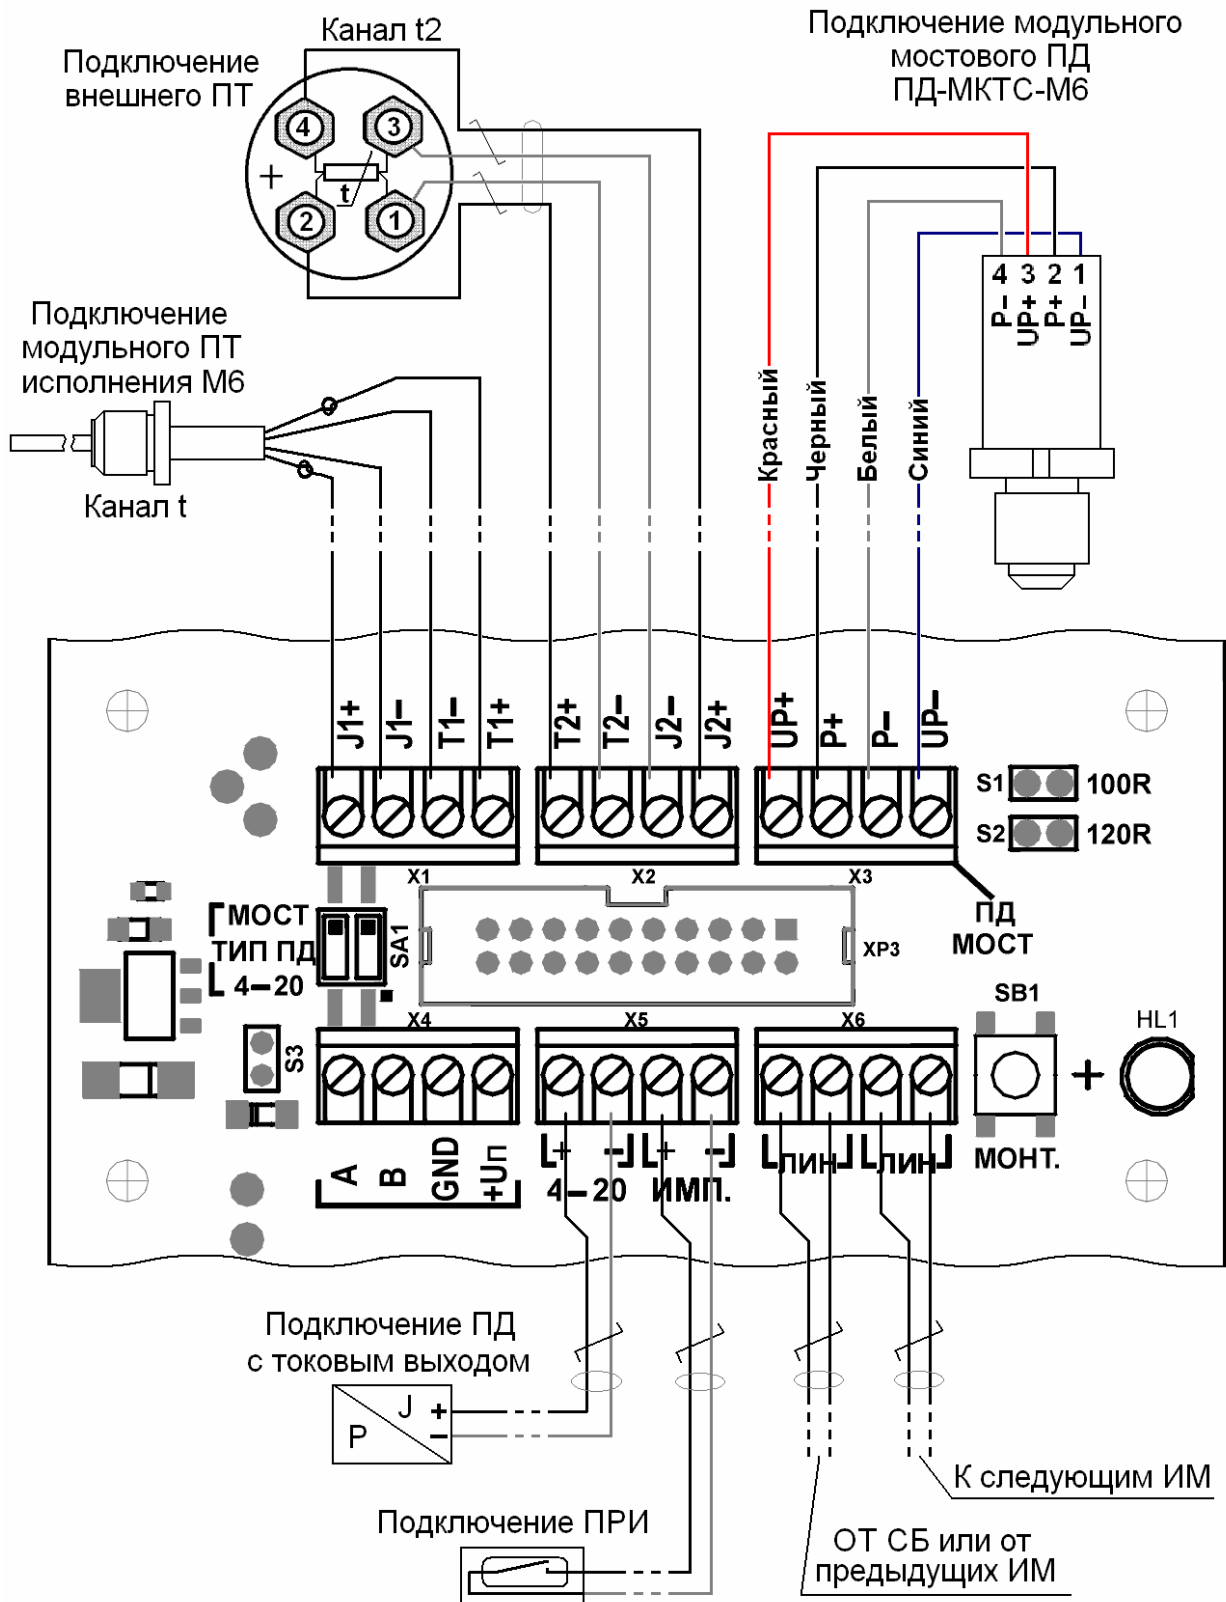 Канал t2
Подключение
внешнего ПТ
Подключение модульного
мостового ПД
ПД-МКТС-М6
4
3
+
t
2
1
4 3 2 1
P−
UP+
P+
UP−
Подключение
модульного ПТ
исполнения М6
Канал t
Красный
Черный
Белый
Синий
J1+
J1−
T1−
T1+
T2+
T2−
J2−
J2+
UP+
P+
P−
UP−
S1
100R
S2
120R
X1
X2
X3
ПД
МОСТ
МОСТ
ТИП ПД
4−20
SA1
XP3
X4
X5
X6
S3
SB1
HL1
+
МОНТ.
A
B
GND
+Uп
+ − + −
4−20
ИМП.
ЛИН
ЛИН
Подключение ПД
с токовым выходом
J
P
+
−
К следующим ИМ
Подключение ПРИ
ОТ СБ или от
предыдущих ИМ